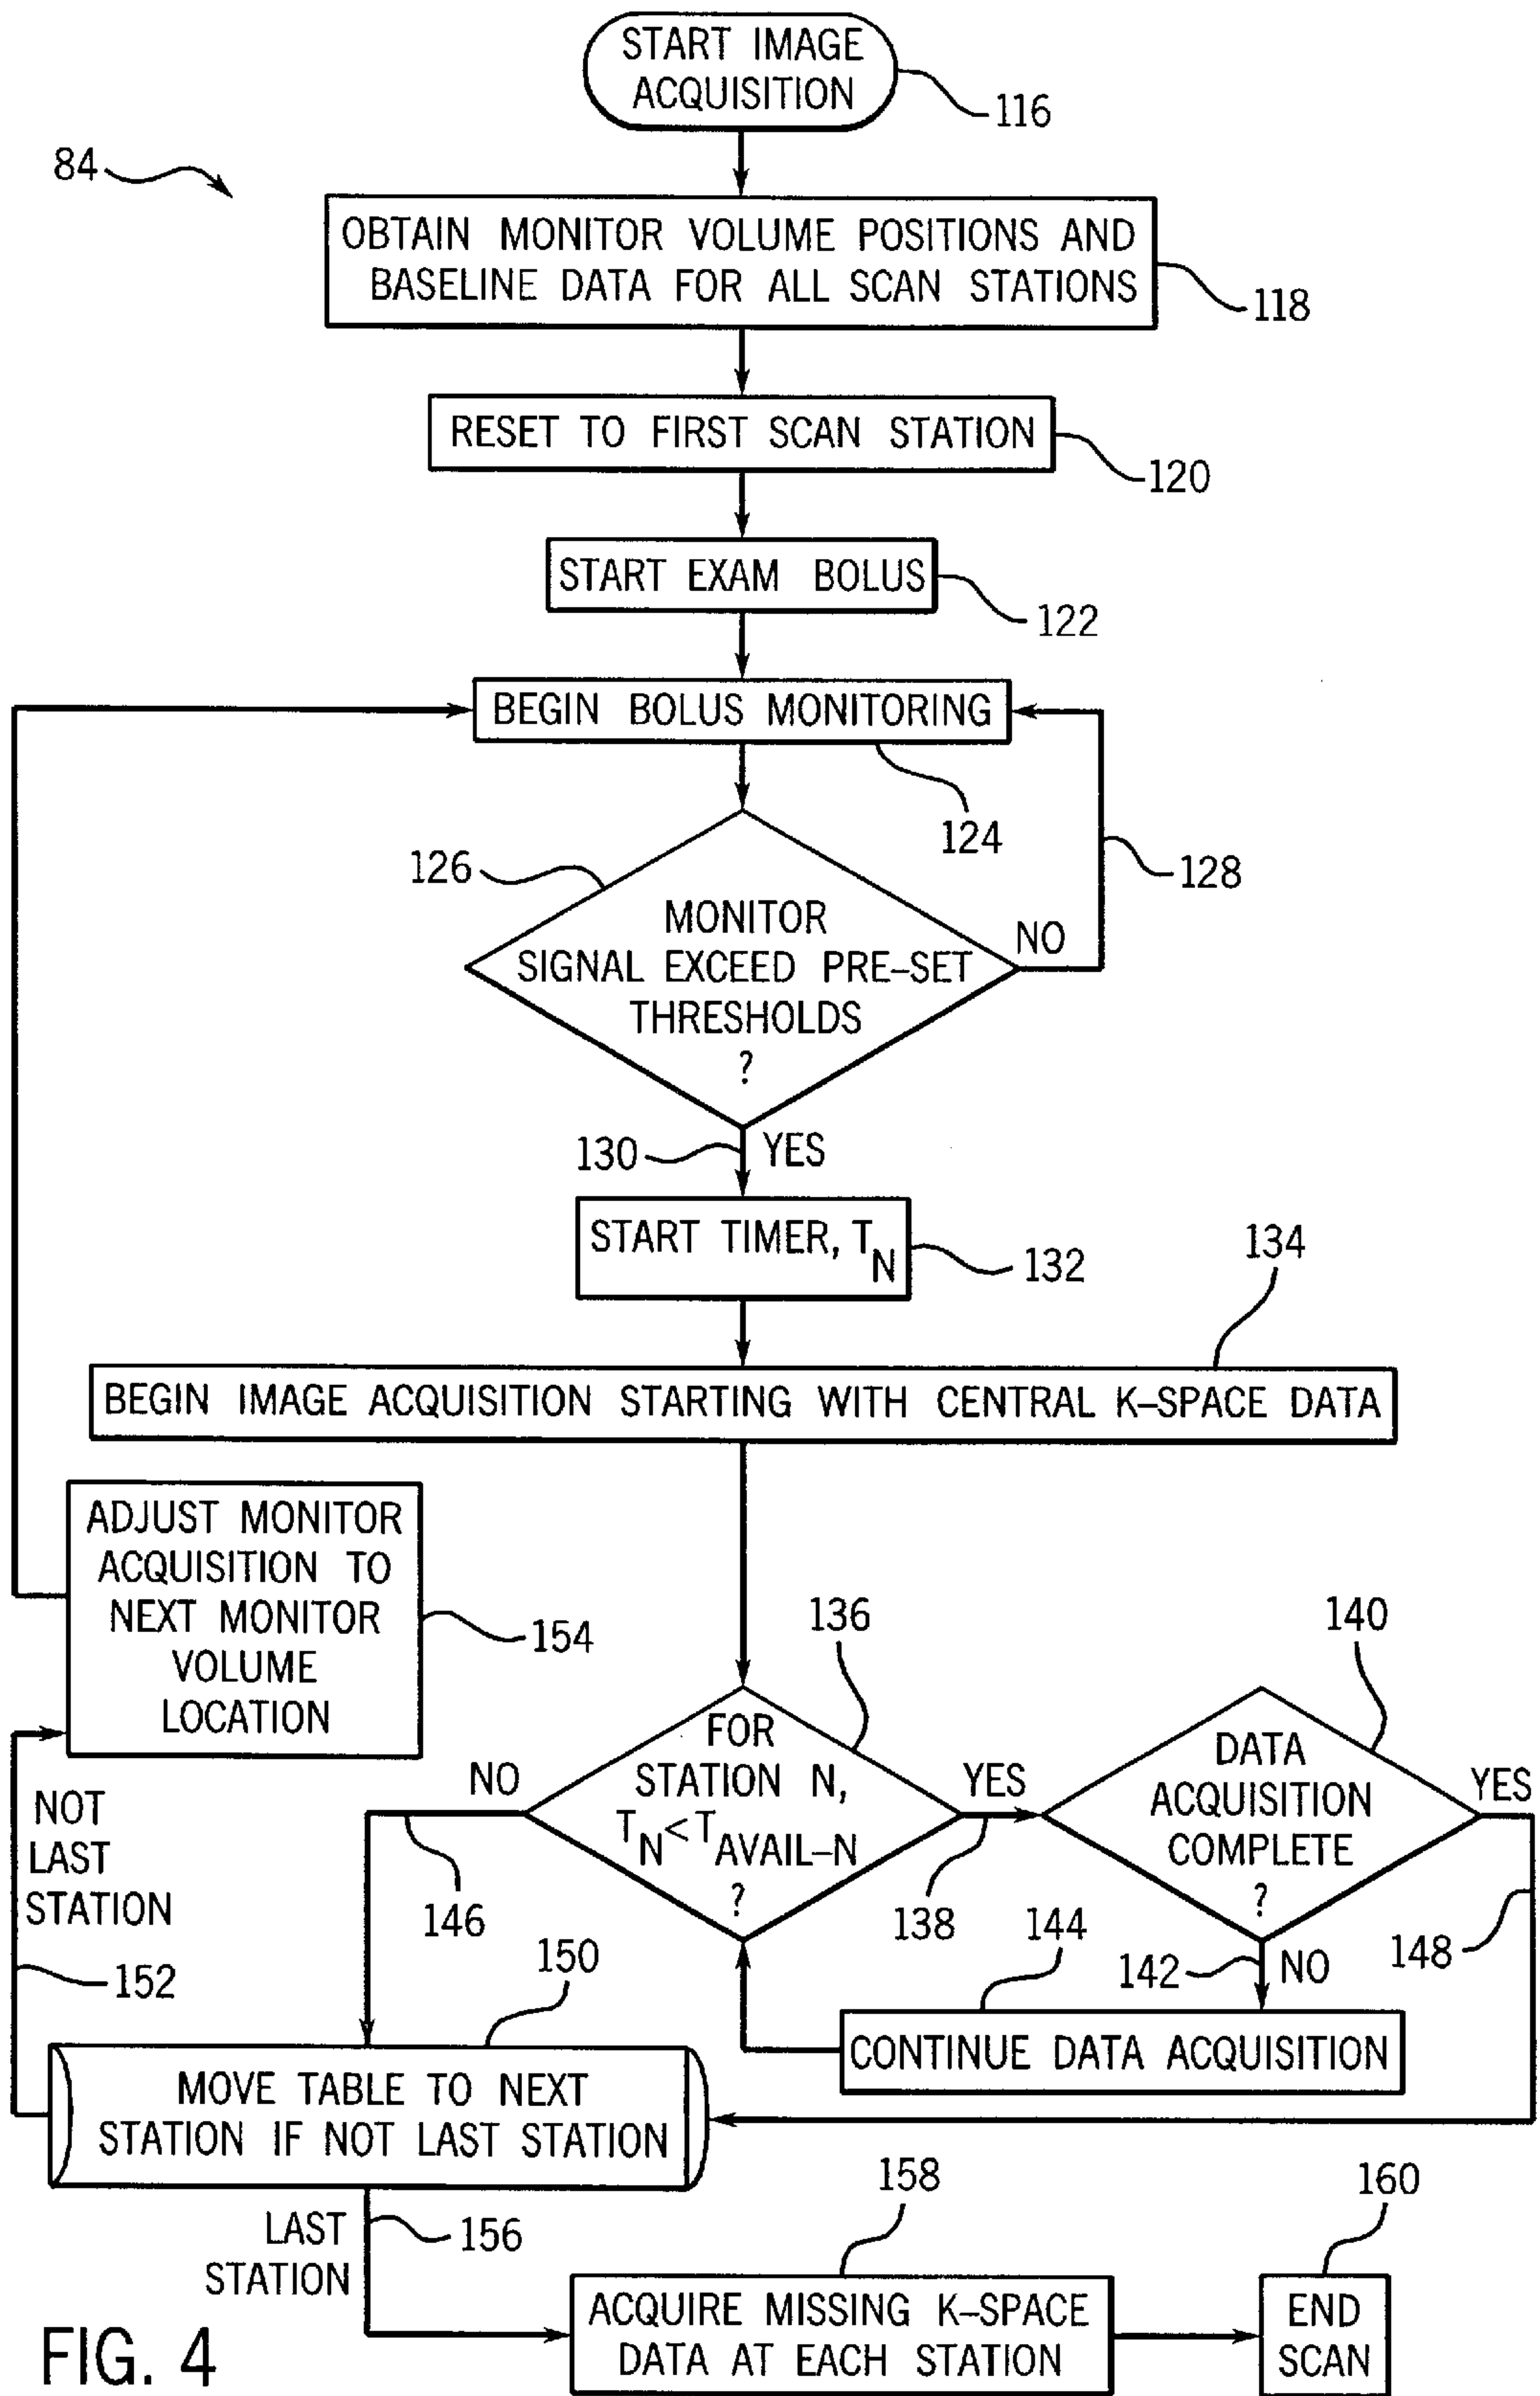 START IMAGE
ACQUISITION
116
84
OBTAIN MONITOR VOLUME POSITIONS AND
BASELINE DATA FOR ALL SCAN STATIONS
118
RESET TO FIRST SCAN STATION
120
START EXAM BOLUS
122
BEGIN BOLUS MONITORING
124
126
128
MONITOR
SIGNAL EXCEED PRE-SET
THRESHOLDS
?
NO
130
YES
START TIMER, TN
132
134
BEGIN IMAGE ACQUISITION STARTING WITH CENTRAL K-SPACE DATA
ADJUST MONITOR
ACQUISITION TO
NEXT MONITOR
VOLUME
LOCATION
154
136
140
FOR
STATION N,
TN<TAVAIL-N
?
NO
YES
DATA
ACQUISITION
COMPLETE
?
YES
NOT
LAST
STATION
146
138
144
142
NO
148
152
150
CONTINUE DATA ACQUISITION
MOVE TABLE TO NEXT
STATION IF NOT LAST STATION
LAST
STATION
156
158
160
ACQUIRE MISSING K-SPACE
DATA AT EACH STATION
END
SCAN
FIG. 4